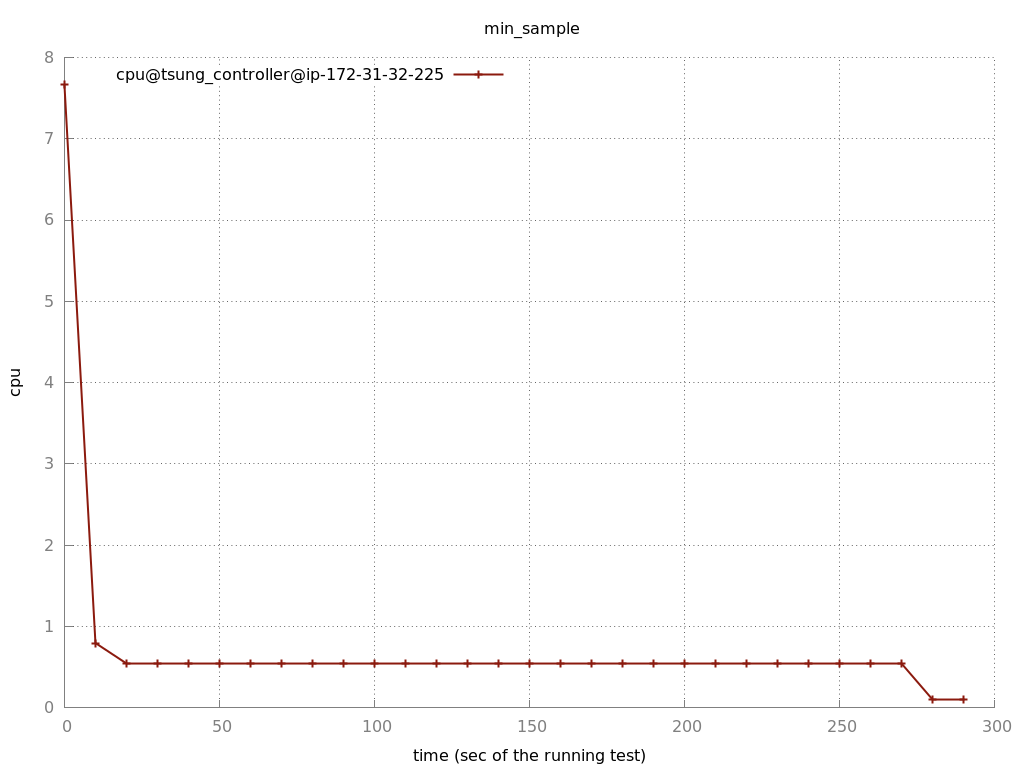 min_sample
8
cpu@tsung_controller@ip-172-31-32-225
7
6
5
4
cpu
3
2
1
0
0 50 100 150 200 250 300
time (sec of the running test)